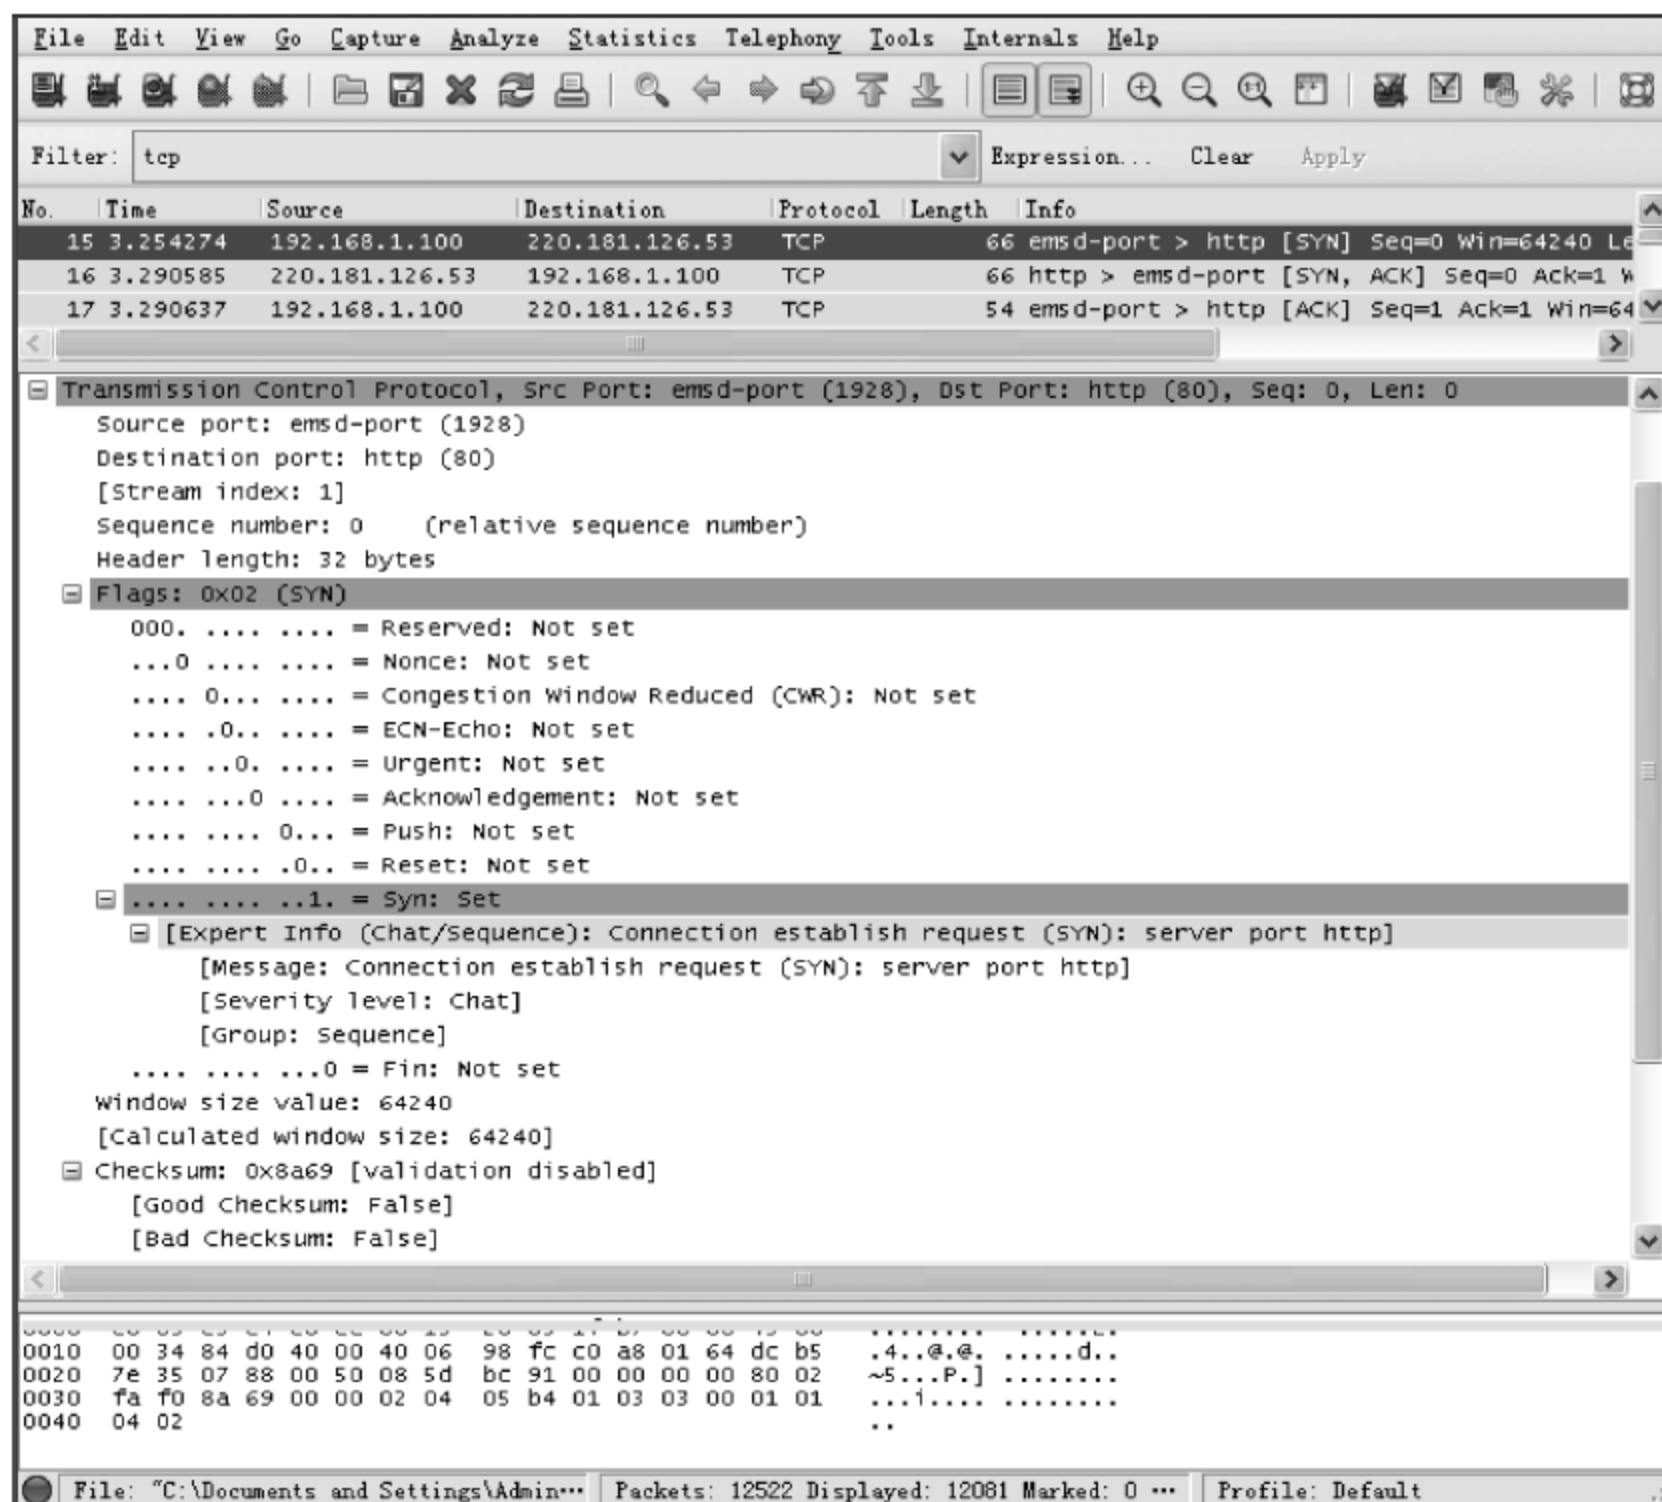 File Edit View Go Capture Analyze Statistics Telephony Tools Internals Help
Filter: tcp Expression... Clear Apply
No. Time Source Destination Protocol Length Info
15 3.254274 192.168.1.100 220.181.126.53 TCP 66 emsd-port > http [SYN] Seq=0 Win=64240 Le
16 3.290585 220.181.126.53 192.168.1.100 TCP 66 http > emsd-port [SYN, ACK] Seq=0 Ack=1 W
17 3.290637 192.168.1.100 220.181.126.53 TCP 54 emsd-port > http [ACK] Seq=1 Ack=1 Win=64
Transmission Control Protocol, Src Port: emsd-port (1928), Dst Port: http (80), Seq: 0, Len: 0
Source port: emsd-port (1928)
Destination port: http (80)
[Stream index: 1]
Sequence number: 0 (relative sequence number)
Header length: 32 bytes
Flags: 0x02 (SYN)
000. .... .... = Reserved: Not set
...0 .... .... = Nonce: Not set
.... 0... .... = Congestion Window Reduced (CWR): Not set
.... .0.. .... = ECN-Echo: Not set
.... ..0. .... = Urgent: Not set
.... ...0 .... = Acknowledgement: Not set
.... .... 0... = Push: Not set
.... .... .0.. = Reset: Not set
.... .... ..1. = Syn: Set
[Expert Info (Chat/Sequence): Connection establish request (SYN): server port http]
[Message: Connection establish request (SYN): server port http]
[Severity level: Chat]
[Group: Sequence]
.... .... ...0 = Fin: Not set
Window size value: 64240
[Calculated window size: 64240]
Checksum: 0x8a69 [validation disabled]
[Good Checksum: False]
[Bad Checksum: False]
0010 00 34 84 d0 40 00 40 06 98 fc c0 a8 01 64 dc b5 .4..@.@. .....d..
0020 7e 35 07 88 00 50 08 5d bc 91 00 00 00 00 80 02 ~5...P.] ........
0030 fa f0 8a 69 00 00 02 04 05 b4 01 03 03 00 01 01 ...i.... ........
0040 04 02 ..
File: "C:\Documents and Settings\Admin··· Packets: 12522 Displayed: 12081 Marked: 0 ··· Profile: Default